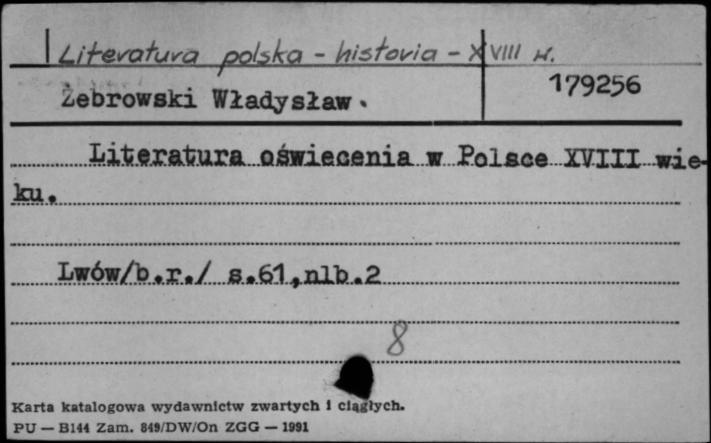 Literatura polska - historia - XVIII w.
Żebrowski Władysław.
179256
Literatura oświecenia w Polsce XVIII wie-
ku.
Lwów/b.r./ s.61,nlb.2
8
Karta katalogowa wydawnictw zwartych i ciągłych.
PU — B144 Zam. 849/DW/On ZGG — 1991